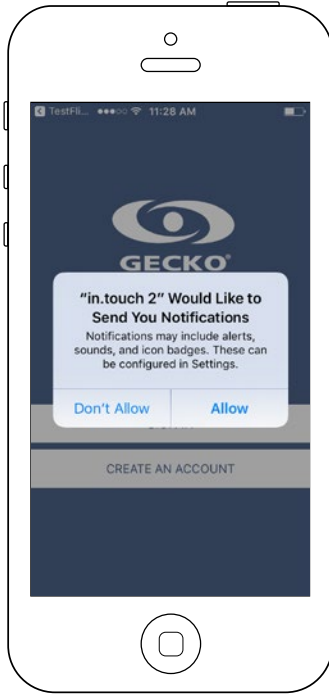 TestFli... 11:28 AM
GECKO®
"in.touch 2" Would Like to
Send You Notifications
Notifications may include alerts,
sounds, and icon badges. These can
be configured in Settings.
Don't Allow Allow
CREATE AN ACCOUNT